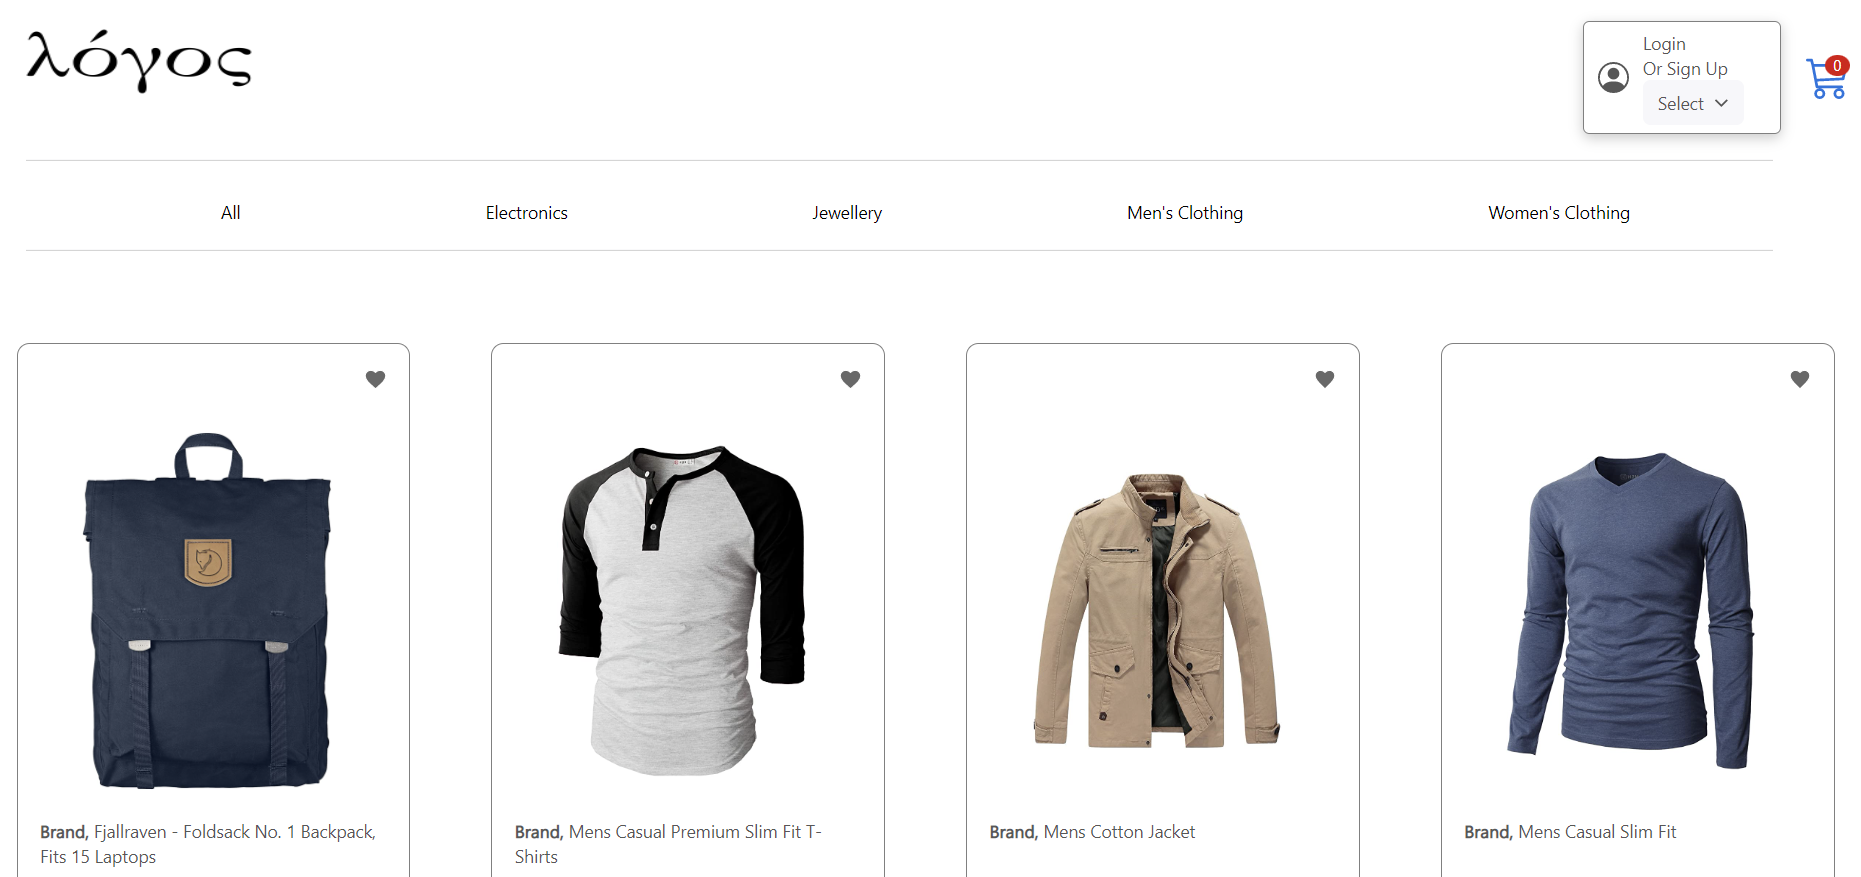 λόγος
Login
Or Sign Up
Select
0
All
Electronics
Jewellery
Men's Clothing
Women's Clothing
Brand, Fjallraven - Foldsack No. 1 Backpack,
Fits 15 Laptops
Brand, Mens Casual Premium Slim Fit T-
Shirts
Brand, Mens Cotton Jacket
Brand, Mens Casual Slim Fit